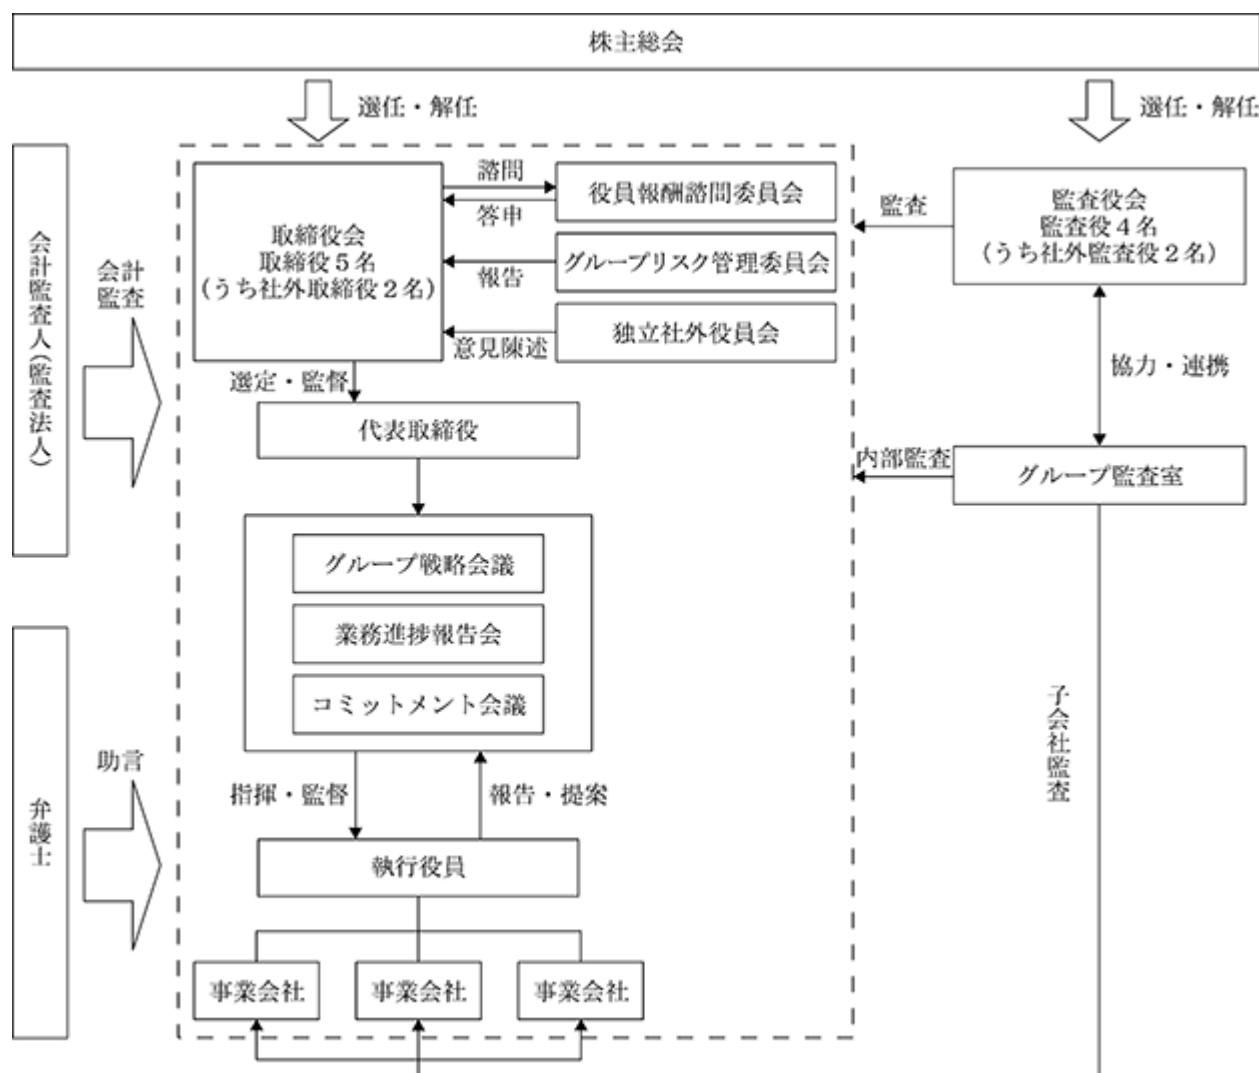 株主総会
選任・解任
選任・解任
会計監査人(監査法人)
会計
監査
取締役会
取締役5名
(うち社外取締役2名)
諮問
答申
役員報酬諮問委員会
報告
グループリスク管理委員会
意見陳述
独立社外役員会
監査
監査役会
監査役4名
(うち社外監査役2名)
協力・連携
選定・監督
代表取締役
内部監査
グループ監査室
グループ戦略会議
業務進捗報告会
コミットメント会議
弁護士
助言
指揮・監督
報告・提案
子会社監査
執行役員
事業会社
事業会社
事業会社